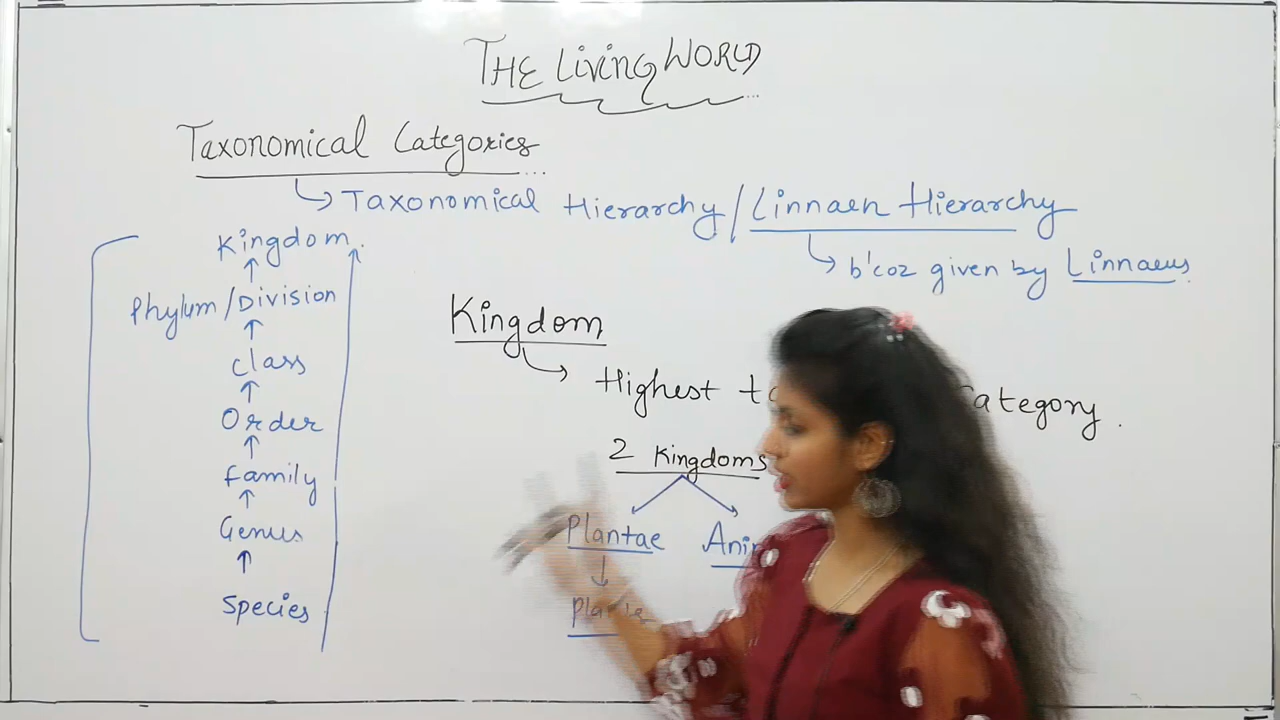 THE LIVING WORLD
Taxonomical Categories...
Taxonomical Hierarchy / Linnaen Hierarchy
b'coz given by Linnaeus.
Kingdom.
Phylum/Division
Class
Order
Family
Genus
Species
Kingdom
Highest category.
2 Kingdoms
Plantae Ani